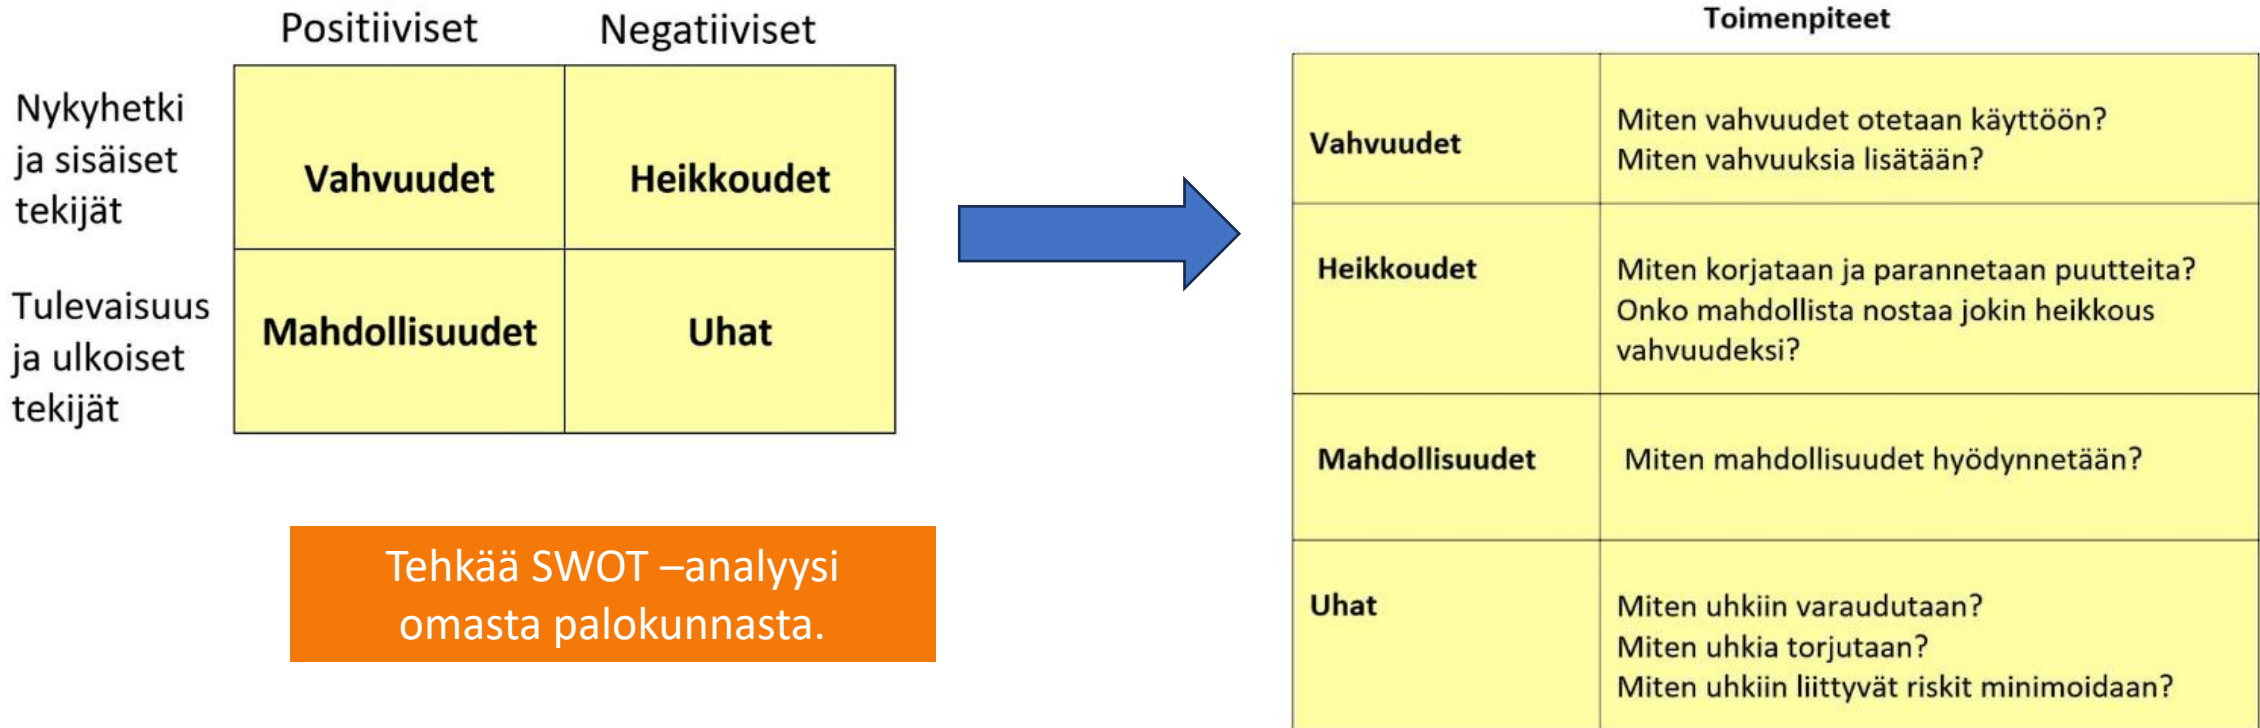 Positiiviset
Negatiiviset
Nykyhetki
ja sisäiset
tekijät
Vahvuudet
Heikkoudet
Tulevaisuus
ja ulkoiset
tekijät
Mahdollisuudet
Uhat
Tehkää SWOT –analyysi
omasta palokunnasta.
Toimenpiteet
Vahvuudet
Miten vahvuudet otetaan käyttöön?
Miten vahvuuksia lisätään?
Heikkoudet
Miten korjataan ja parannetaan puutteita?
Onko mahdollista nostaa jokin heikkous
vahvuudeksi?
Mahdollisuudet
Miten mahdollisuudet hyödynnetään?
Uhat
Miten uhkiin varaudutaan?
Miten uhkia torjutaan?
Miten uhkiin liittyvät riskit minimoidaan?